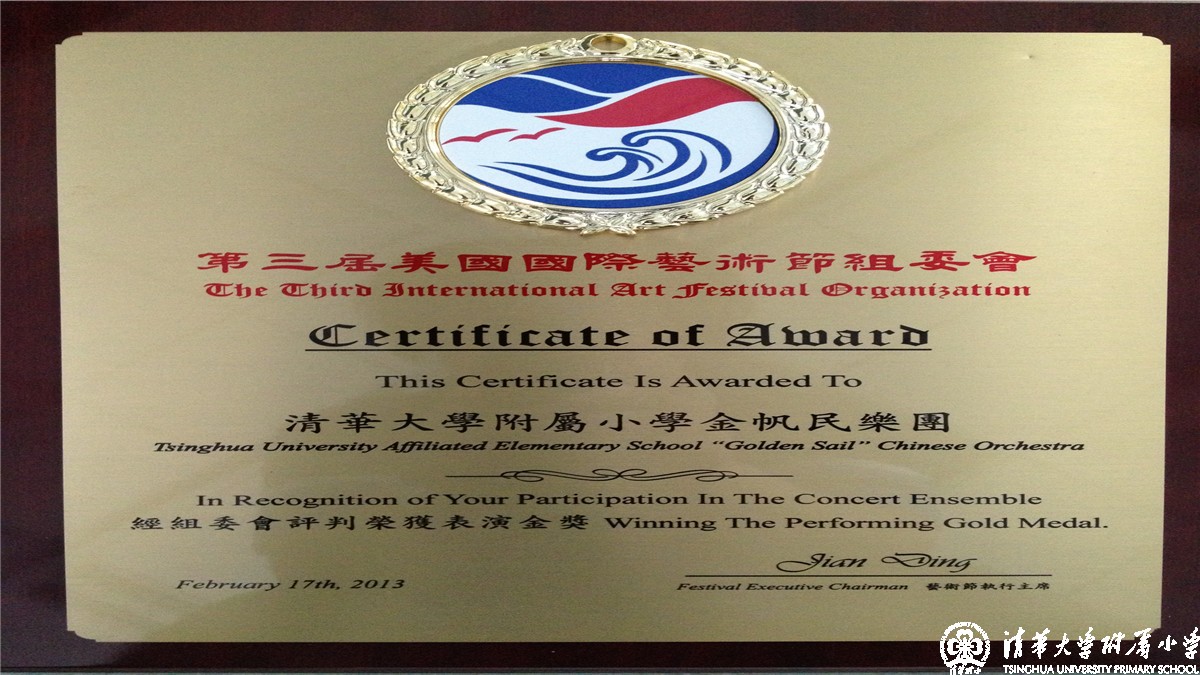 第三屆美國國際藝術節組委會
The Third International Art Festival Organization
Certificate of Award
This Certificate Is Awarded To
清華大學附屬小學金帆民樂團
Tsinghua University Affiliated Elementary School “Golden Sail” Chinese Orchestra
In Recognition of Your Participation In The Concert Ensemble
經組委會評判榮獲表演金獎 Winning The Performing Gold Medal.
Jian Ding
February 17th, 2013
Festival Executive Chairman 藝術節執行主席
清华大学附属小学
TSINGHUA UNIVERSITY PRIMARY SCHOOL